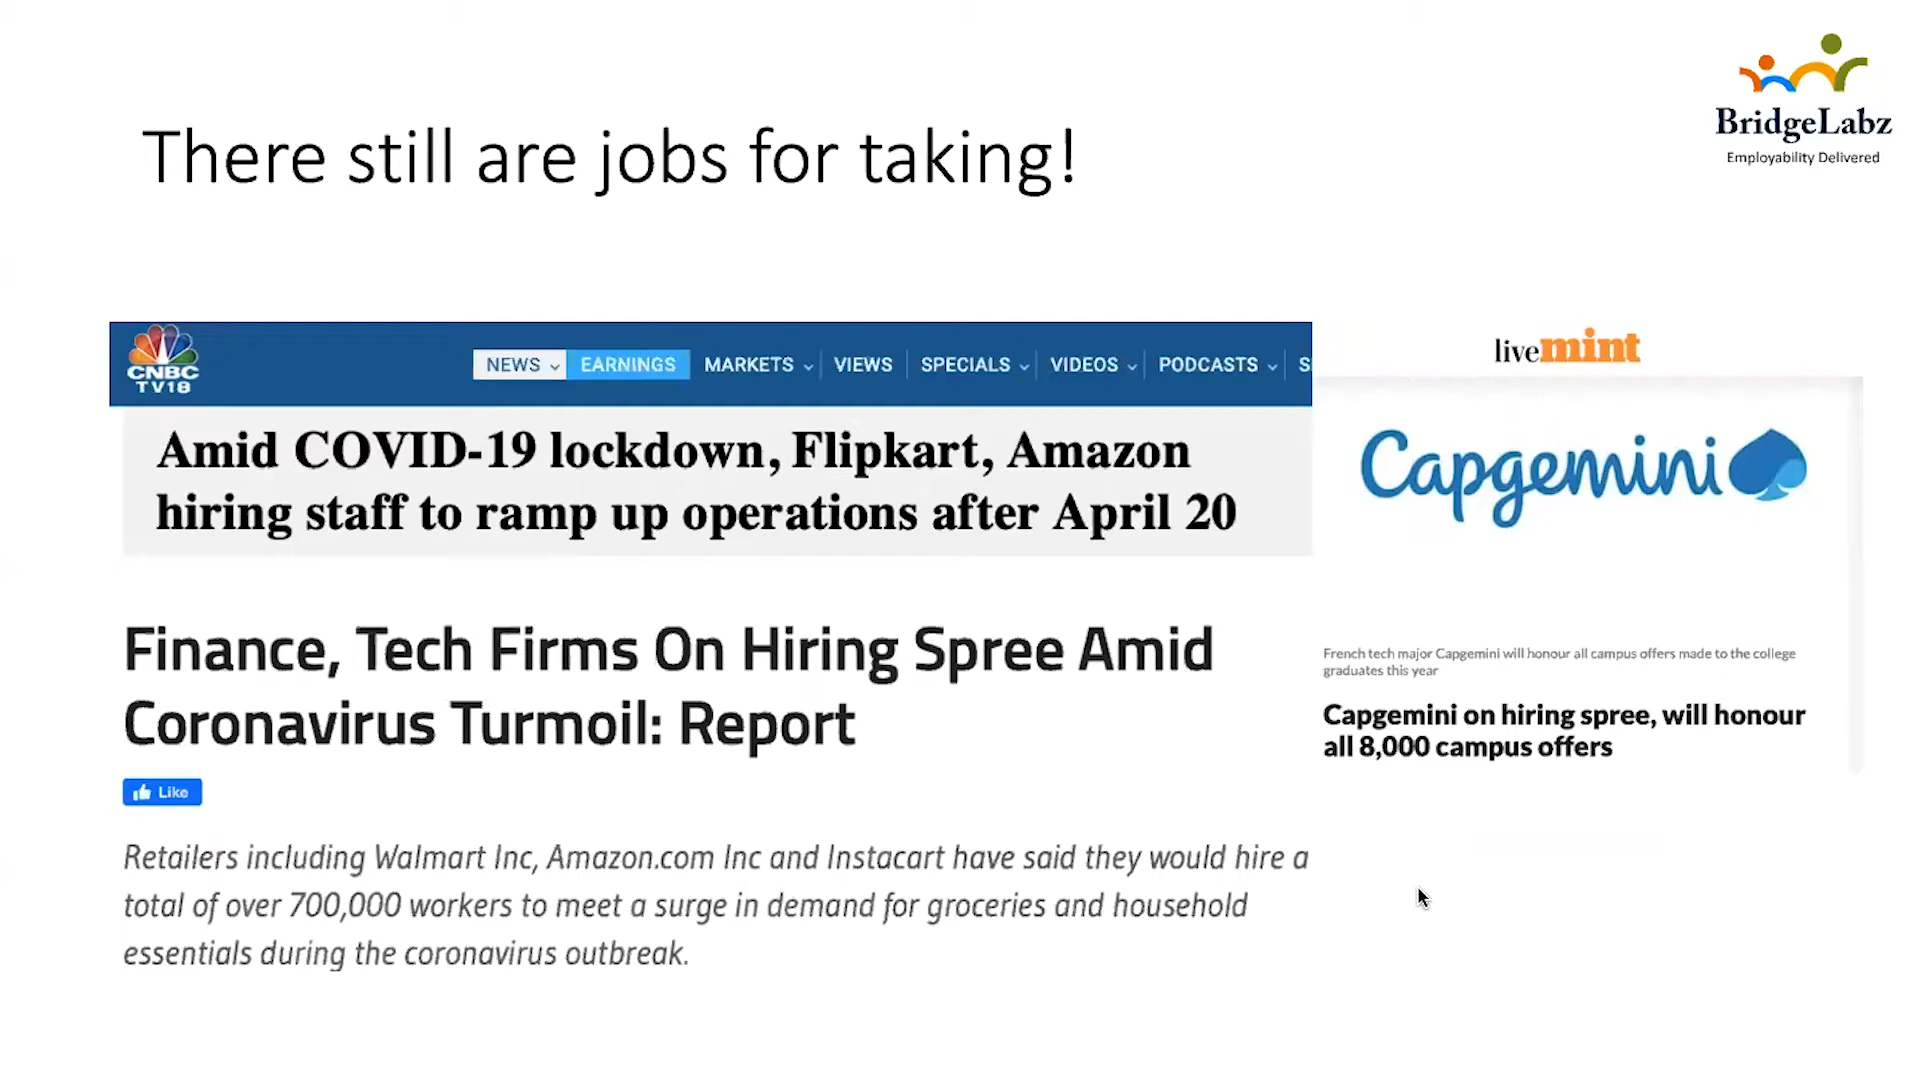 BridgeLabz
Employability Delivered
There still are jobs for taking!
CNBC
TV18
NEWS EARNINGS MARKETS VIEWS SPECIALS VIDEOS PODCASTS
Amid COVID-19 lockdown, Flipkart, Amazon
hiring staff to ramp up operations after April 20
Finance, Tech Firms On Hiring Spree Amid
Coronavirus Turmoil: Report
Like
Retailers including Walmart Inc, Amazon.com Inc and Instacart have said they would hire a
total of over 700,000 workers to meet a surge in demand for groceries and household
essentials during the coronavirus outbreak.
livemint
Capgemini
French tech major Capgemini will honour all campus offers made to the college
graduates this year
Capgemini on hiring spree, will honour
all 8,000 campus offers